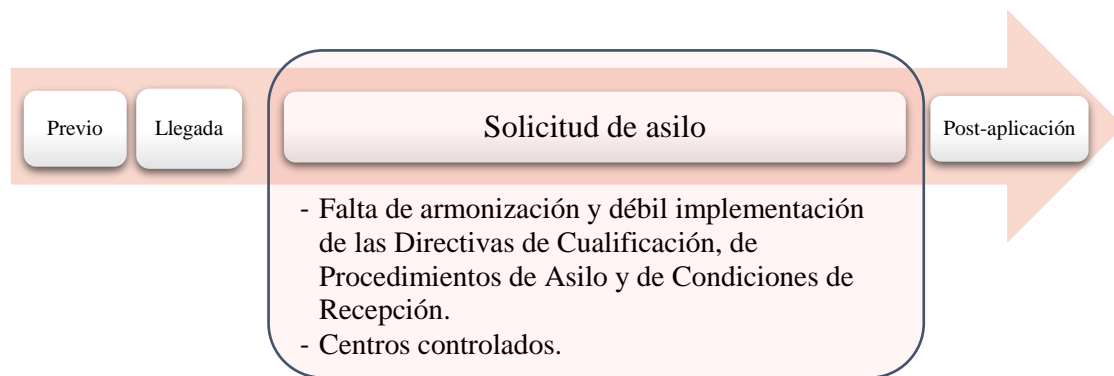 Previo
Llegada
Solicitud de asilo
Post-aplicación
- Falta de armonización y débil implementación
de las Directivas de Cualificación, de
Procedimientos de Asilo y de Condiciones de
Recepción.
- Centros controlados.